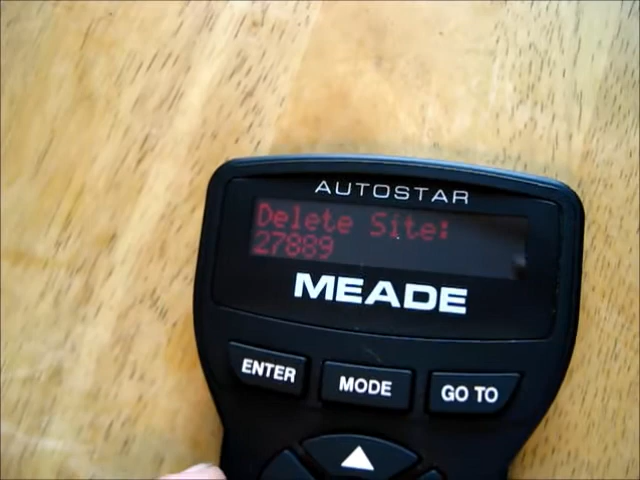 AUTOSTAR
Delete Site:
27889
MEADE
ENTER
MODE
GO TO